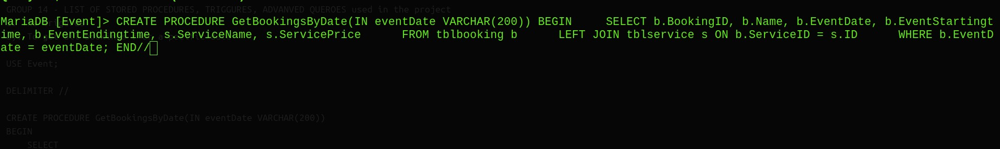 GROUP 14 - LIST OF STORED PROCEDURES, TRIGGURES, ADVANVED QUEROES used in the project
MariaDB [Event]> CREATE PROCEDURE GetBookingsByDate(IN eventDate VARCHAR(200)) BEGIN     SELECT b.BookingID, b.Name, b.EventDate, b.EventStartingt
ime, b.EventEndingtime, s.ServiceName, s.ServicePrice      FROM tblbooking b      LEFT JOIN tblservice s ON b.ServiceID = s.ID      WHERE b.EventD
ate = eventDate; END//
USE Event;
DELIMITER //
CREATE PROCEDURE GetBookingsByDate(IN eventDate VARCHAR(200))
BEGIN
SELECT